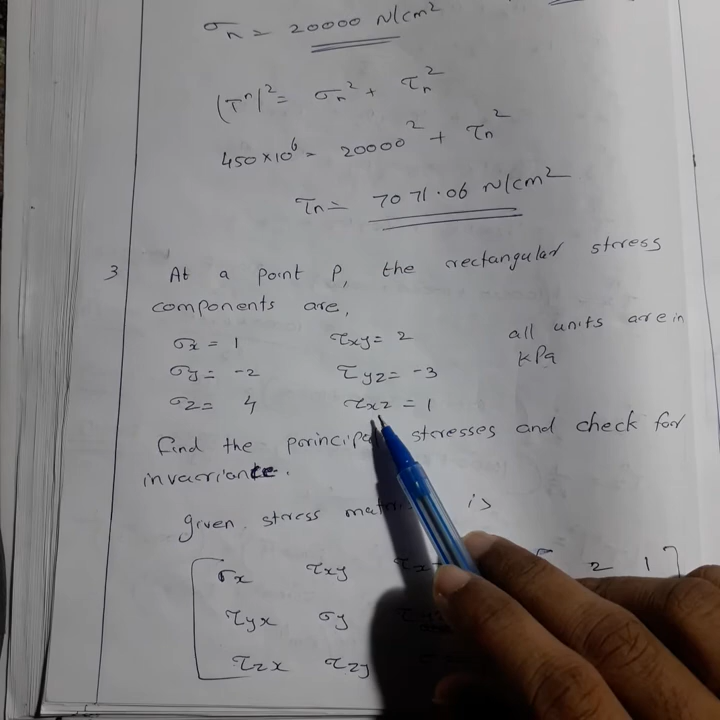 σn = 20000 N/cm²
(Tⁿ)² = σn² + τn²
450×10⁶ = 20000² + τn²
τn = 7071.06 N/cm²
3 At a point P, the rectangular stress
components are,
σx = 1 τxy = 2 all units are in
σy = -2 τyz = -3 kPa
σz = 4 τxz = 1
Find the principal stresses and check for
invariance.
given stress is
σx τxy 2 1
τyx σy
τzx τzy